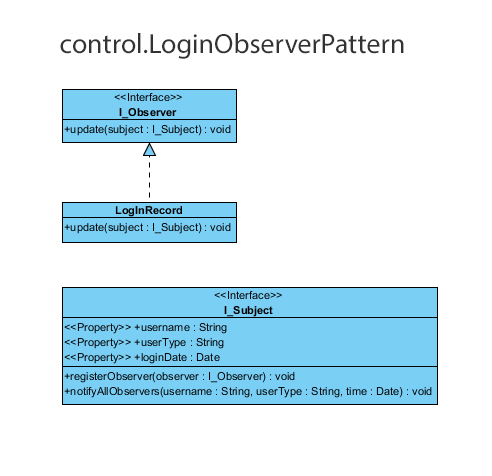 control.LoginObserverPattern
<<Interface>>
I_Observer
+update(subject : I_Subject) : void
LogInRecord
+update(subject : I_Subject) : void
<<Interface>>
I_Subject
<<Property>> +username : String
<<Property>> +userType : String
<<Property>> +loginDate : Date
+registerObserver(observer : I_Observer) : void
+notifyAllObservers(username : String, userType : String, time : Date) : void